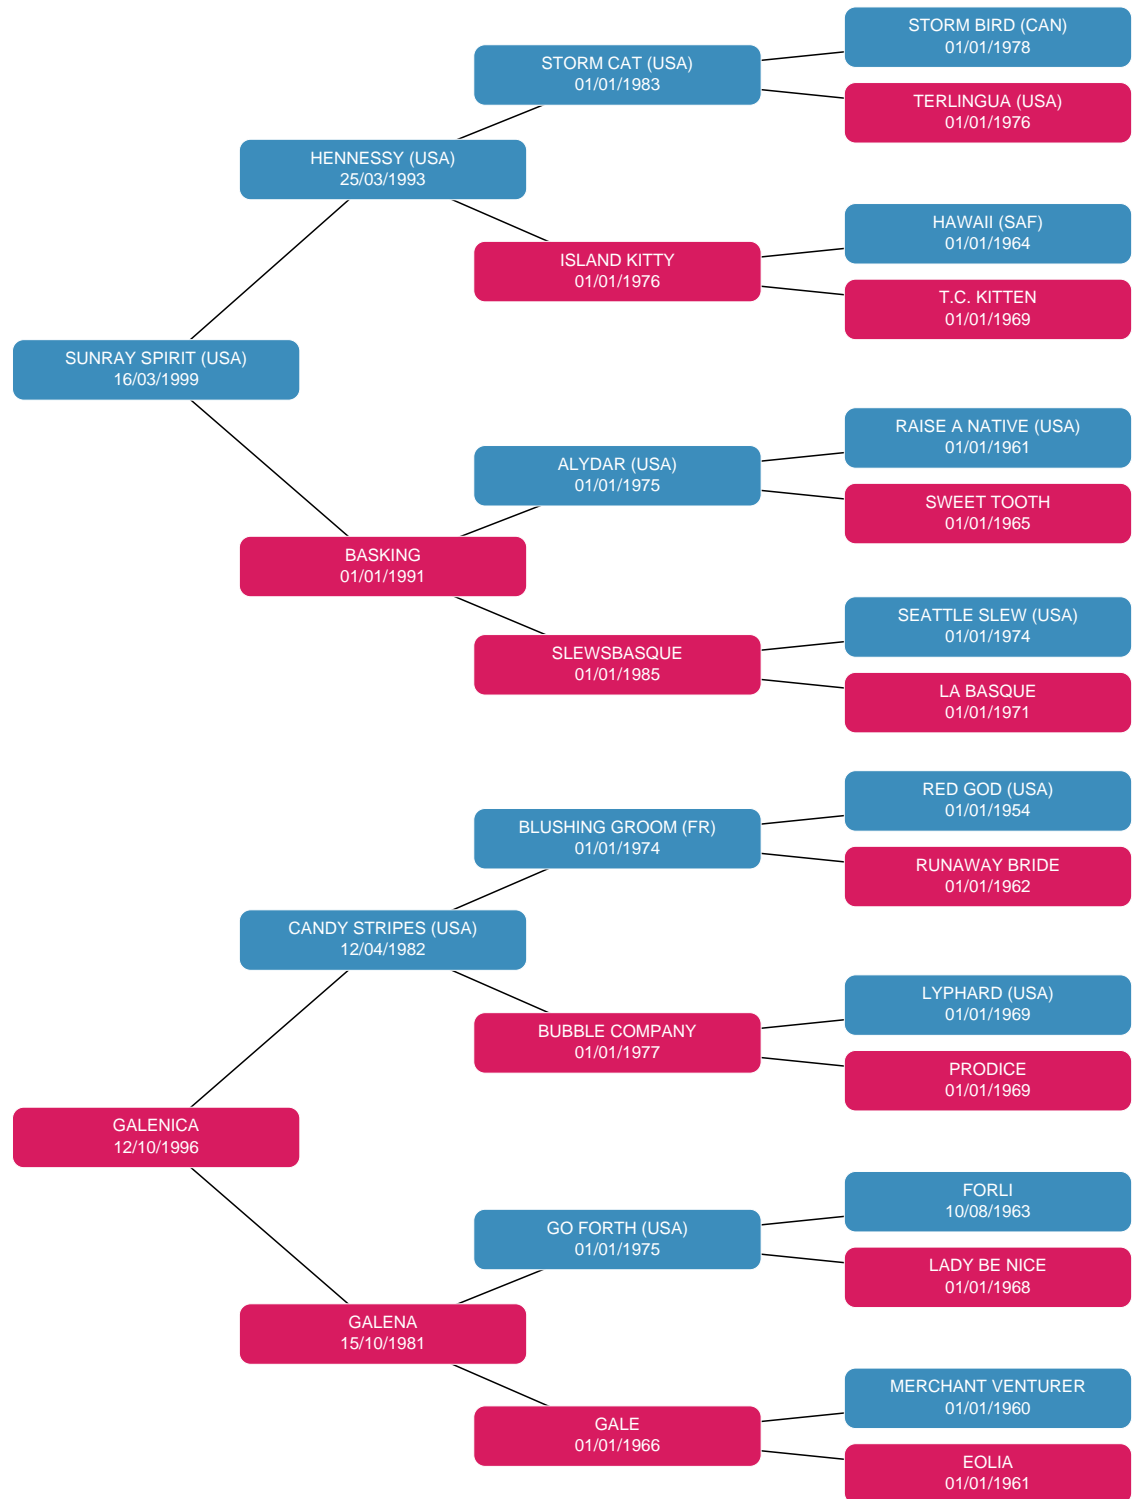 STORM BIRD (CAN)
01/01/1978
STORM CAT (USA)
01/01/1983
TERLINGUA (USA)
01/01/1976
HENNESSY (USA)
25/03/1993
HAWAII (SAF)
01/01/1964
ISLAND KITTY
01/01/1976
T.C. KITTEN
01/01/1969
SUNRAY SPIRIT (USA)
16/03/1999
RAISE A NATIVE (USA)
01/01/1961
ALYDAR (USA)
01/01/1975
SWEET TOOTH
01/01/1965
BASKING
01/01/1991
SEATTLE SLEW (USA)
01/01/1974
SLEWSBASQUE
01/01/1985
LA BASQUE
01/01/1971
RED GOD (USA)
01/01/1954
BLUSHING GROOM (FR)
01/01/1974
RUNAWAY BRIDE
01/01/1962
CANDY STRIPES (USA)
12/04/1982
LYPHARD (USA)
01/01/1969
BUBBLE COMPANY
01/01/1977
PRODICE
01/01/1969
GALENICA
12/10/1996
FORLI
10/08/1963
GO FORTH (USA)
01/01/1975
LADY BE NICE
01/01/1968
GALENA
15/10/1981
MERCHANT VENTURER
01/01/1960
GALE
01/01/1966
EOLIA
01/01/1961